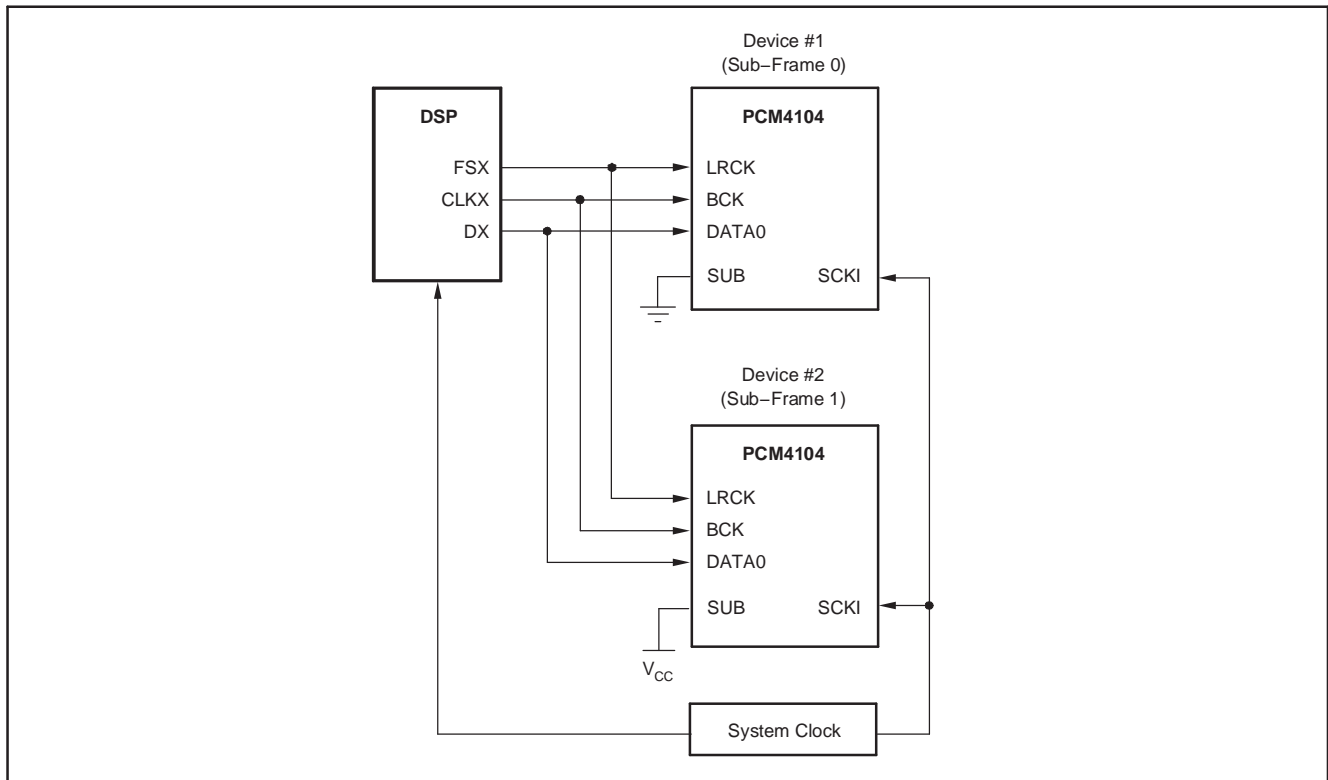 Device #1
(Sub−Frame 0)
DSP
FSX
CLKX
DX
PCM4104
LRCK
BCK
DATA0
SUB SCKI
Device #2
(Sub−Frame 1)
PCM4104
LRCK
BCK
DATA0
SUB SCKI
VCC
System Clock